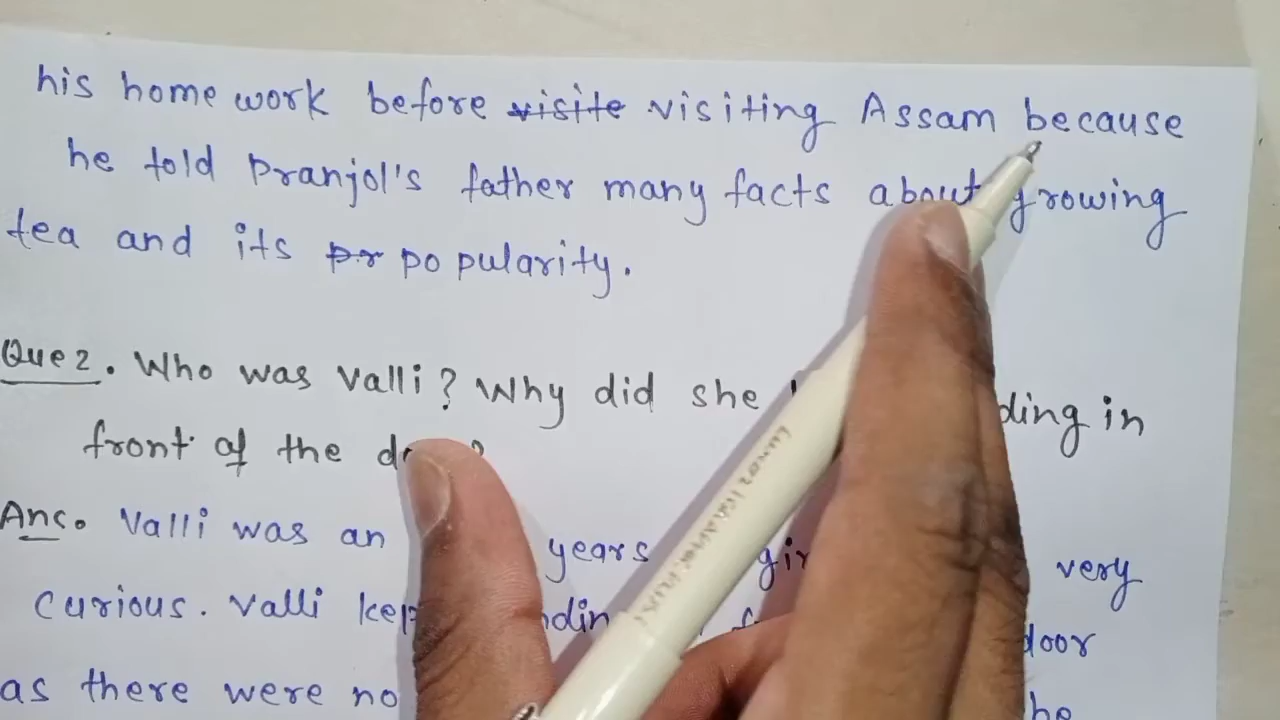 his home work before visite visiting Assam because
he told Pranjol's father many facts about growing
tea and its pr popularity.
Que 2. Who was Valli? Why did she ding in
front of the
Ans. Valli was an years very
curious. Valli door
as there were no he